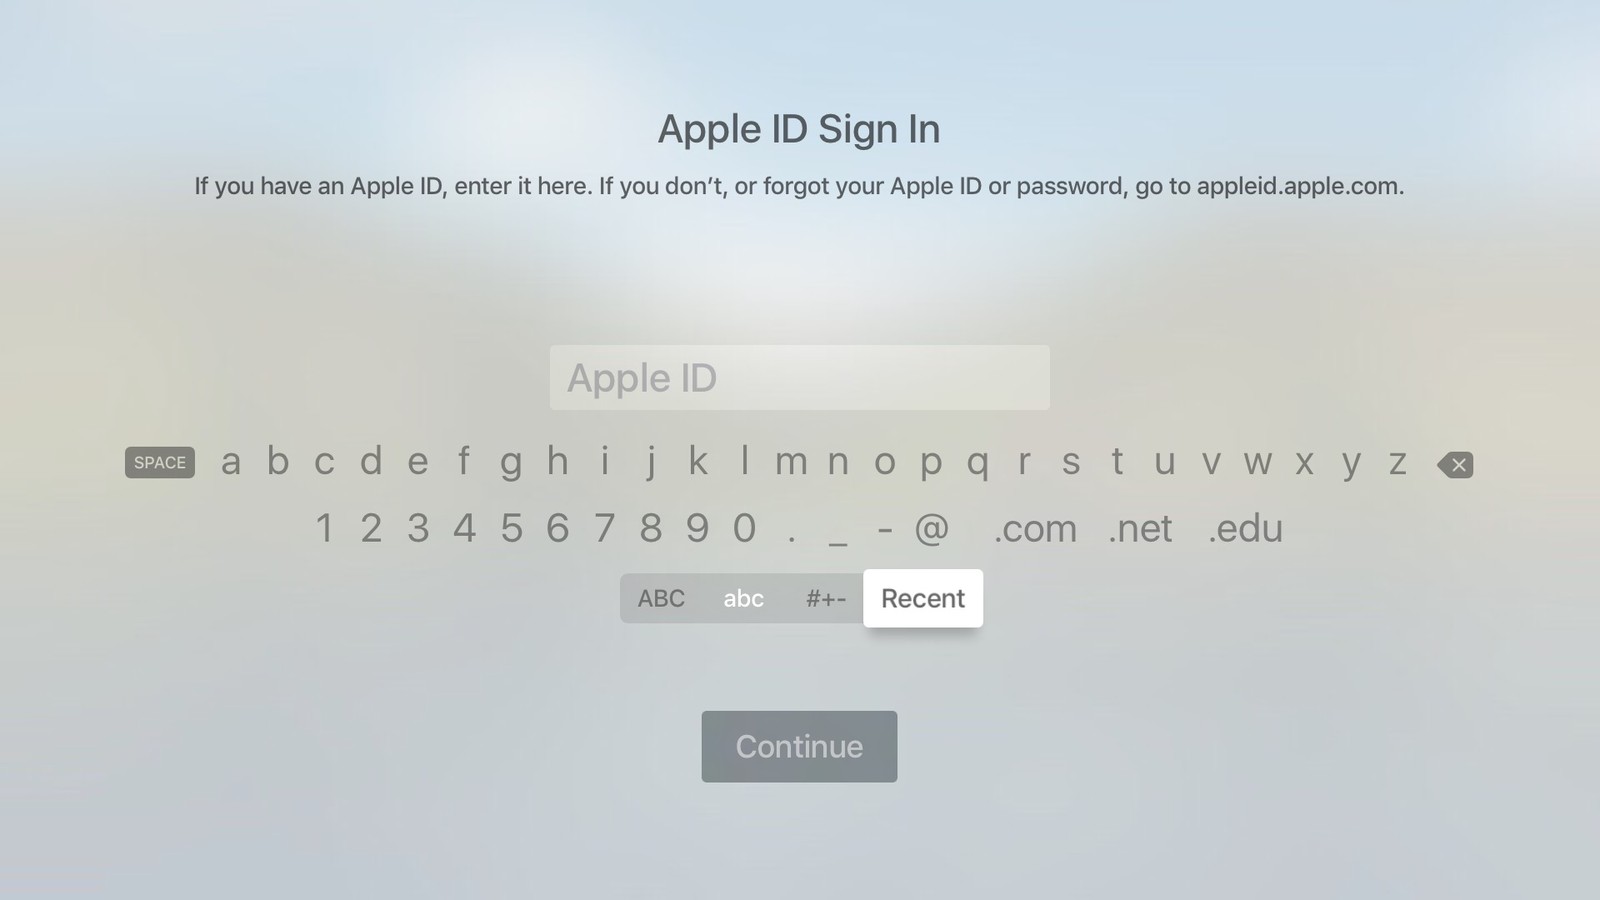 Apple ID Sign In
If you have an Apple ID, enter it here. If you don’t, or forgot your Apple ID or password, go to appleid.apple.com.
Apple ID
SPACE a b c d e f g h i j k l m n o p q r s t u v w x y z
1 2 3 4 5 6 7 8 9 0 . _ - @ .com .net .edu
ABC abc #+- Recent
Continue